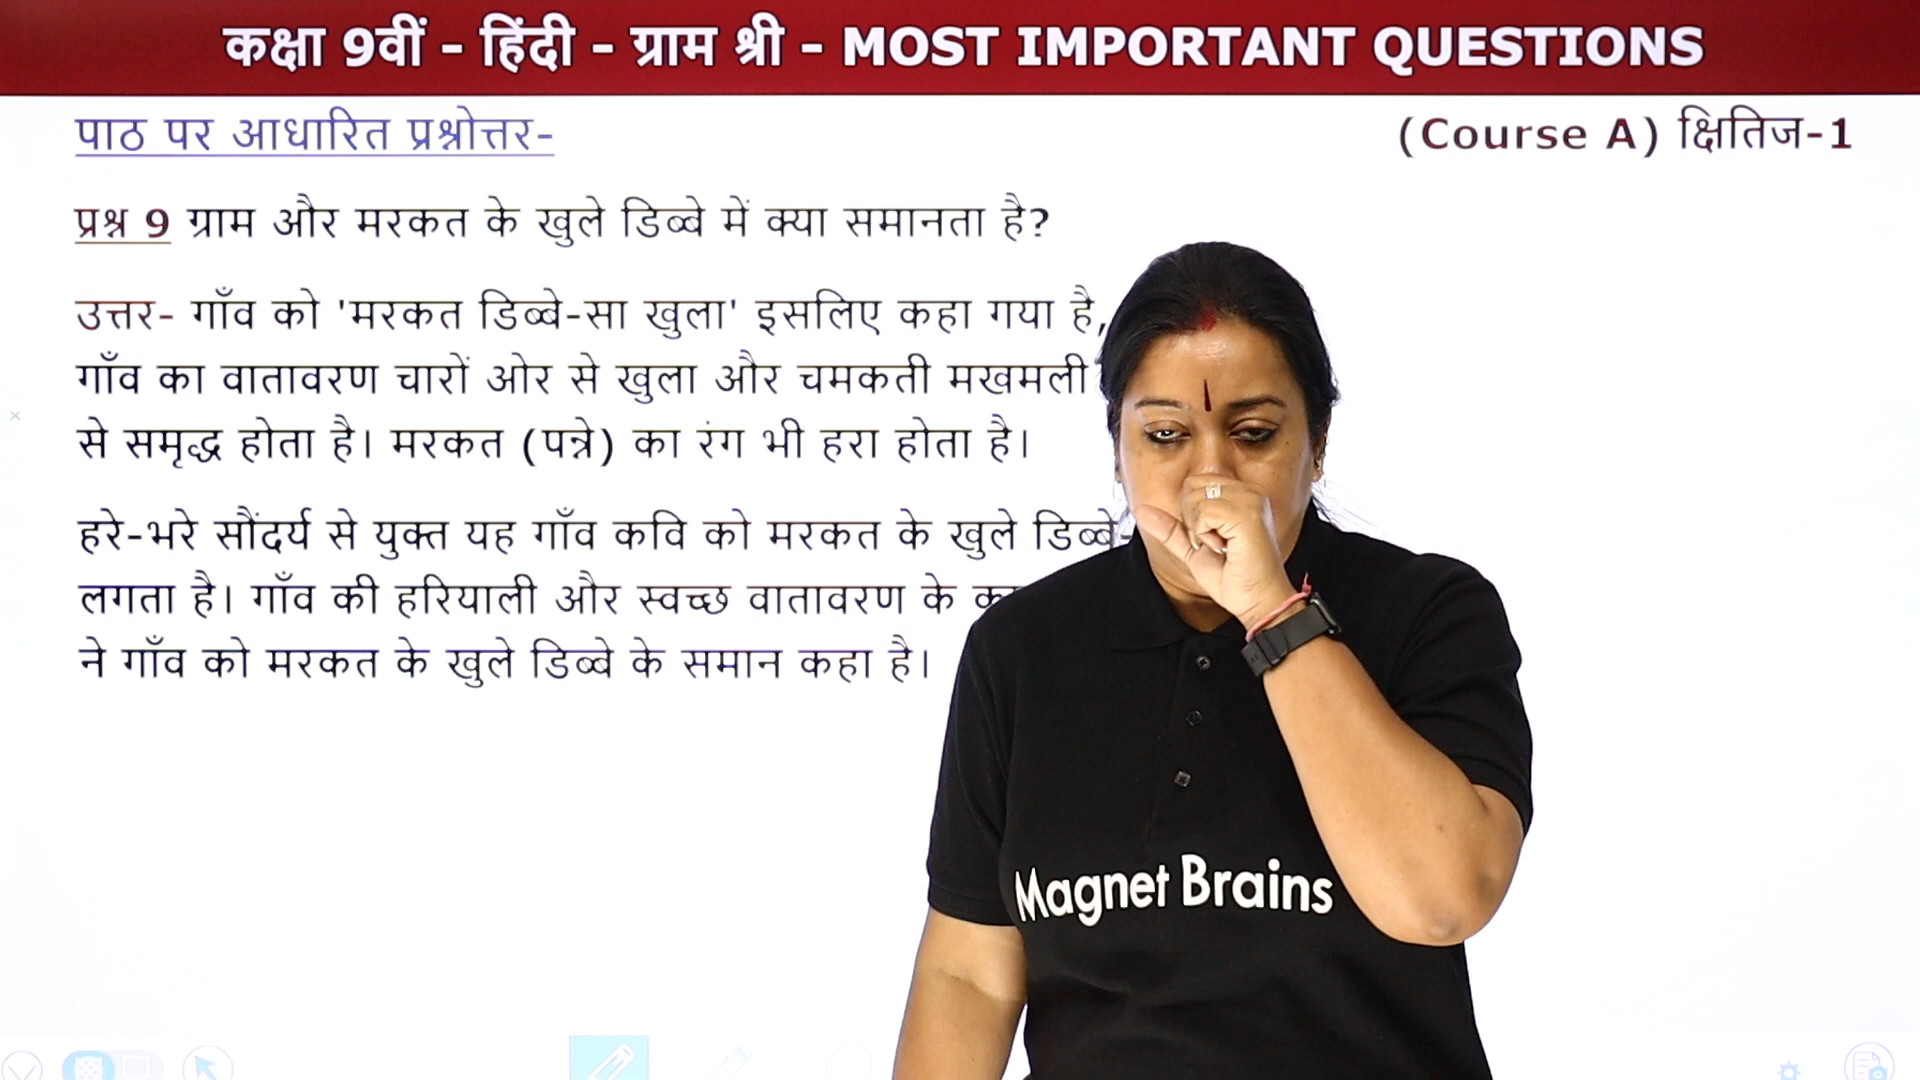 कक्षा 9वीं - हिंदी - ग्राम श्री - MOST IMPORTANT QUESTIONS
पाठ पर आधारित प्रश्नोत्तर-
(Course A) क्षितिज-1
प्रश्न 9 ग्राम और मरकत के खुले डिब्बे में क्या समानता है?
उत्तर- गाँव को 'मरकत डिब्बे-सा खुला' इसलिए कहा गया है,
गाँव का वातावरण चारों ओर से खुला और चमकती मखमली
से समृद्ध होता है। मरकत (पन्ने) का रंग भी हरा होता है।
हरे-भरे सौंदर्य से युक्त यह गाँव कवि को मरकत के खुले डिब्बे-
लगता है। गाँव की हरियाली और स्वच्छ वातावरण के
ने गाँव को मरकत के खुले डिब्बे के समान कहा है।
Magnet Brains